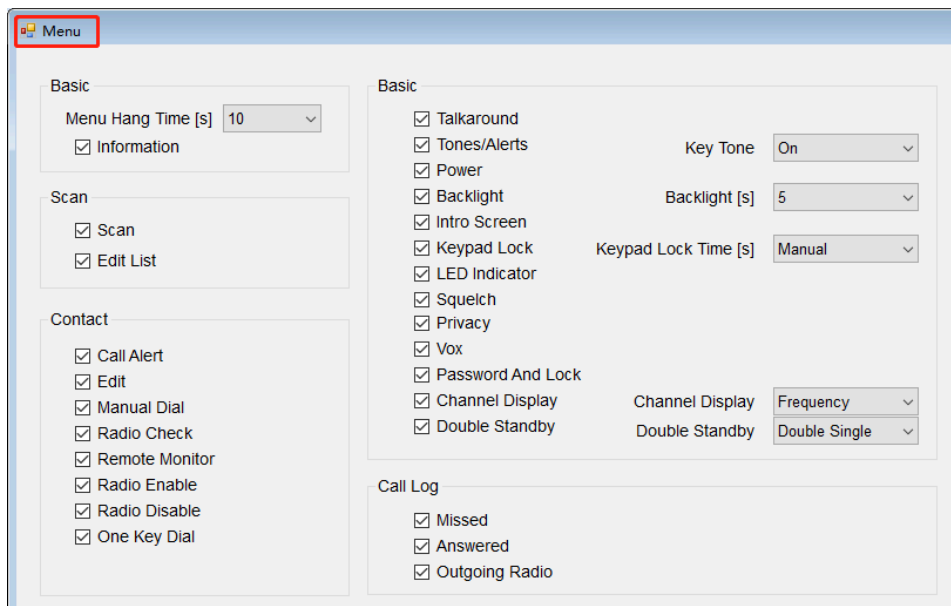 Menu
Basic
Menu Hang Time [s] 10
Information
Scan
Scan
Edit List
Contact
Call Alert
Edit
Manual Dial
Radio Check
Remote Monitor
Radio Enable
Radio Disable
One Key Dial
Basic
Talkaround
Tones/Alerts Key Tone On
Power
Backlight Backlight [s] 5
Intro Screen
Keypad Lock Keypad Lock Time [s] Manual
LED Indicator
Squelch
Privacy
Vox
Password And Lock
Channel Display Channel Display Frequency
Double Standby Double Standby Double Single
Call Log
Missed
Answered
Outgoing Radio